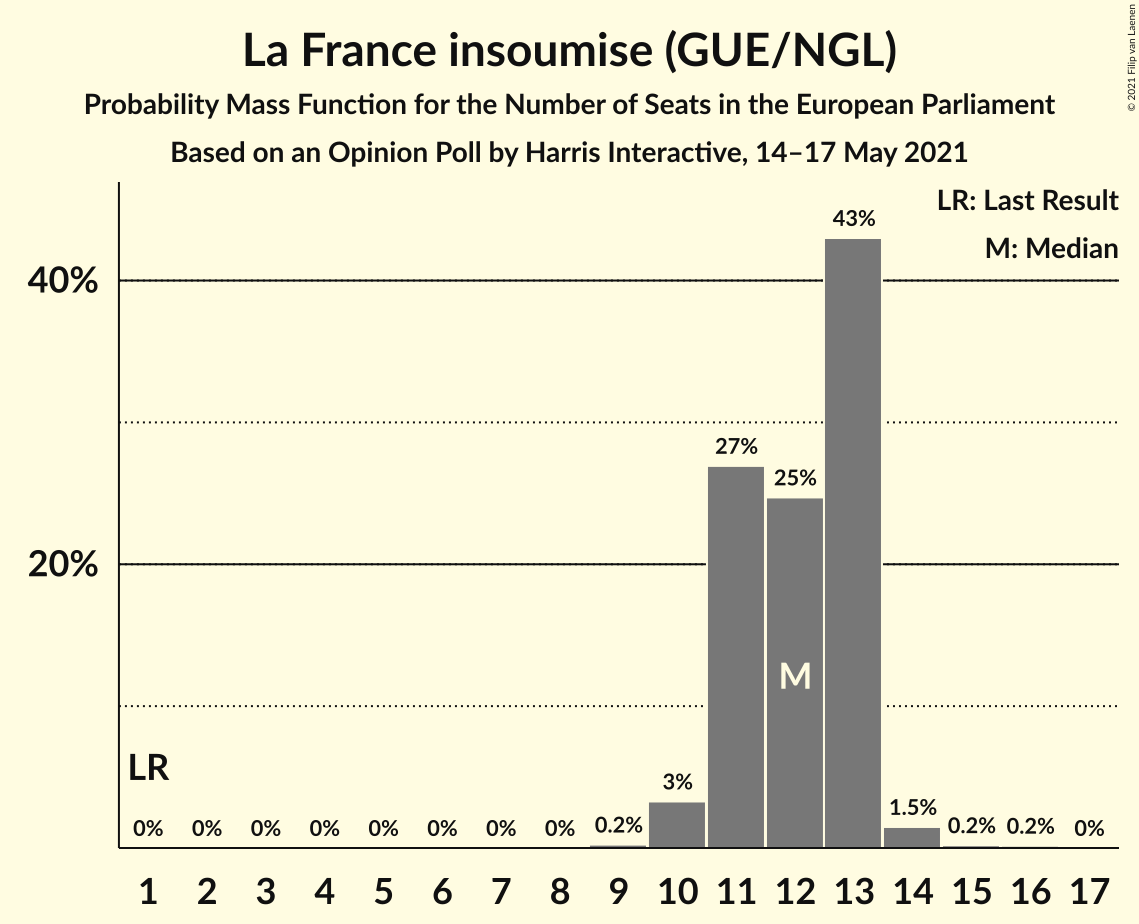 La France insoumise (GUE/NGL)
Probability Mass Function for the Number of Seats in the European Parliament
Based on an Opinion Poll by Harris Interactive, 14–17 May 2021
© 2021 Filip van Laenen
LR: Last Result
M: Median
40%
20%
43%
27%
25%
M
LR
0%
0%
0%
0%
0%
0%
0%
0%
0.2%
3%
1.5%
0.2%
0.2%
0%
1 2 3 4 5 6 7 8 9 10 11 12 13 14 15 16 17